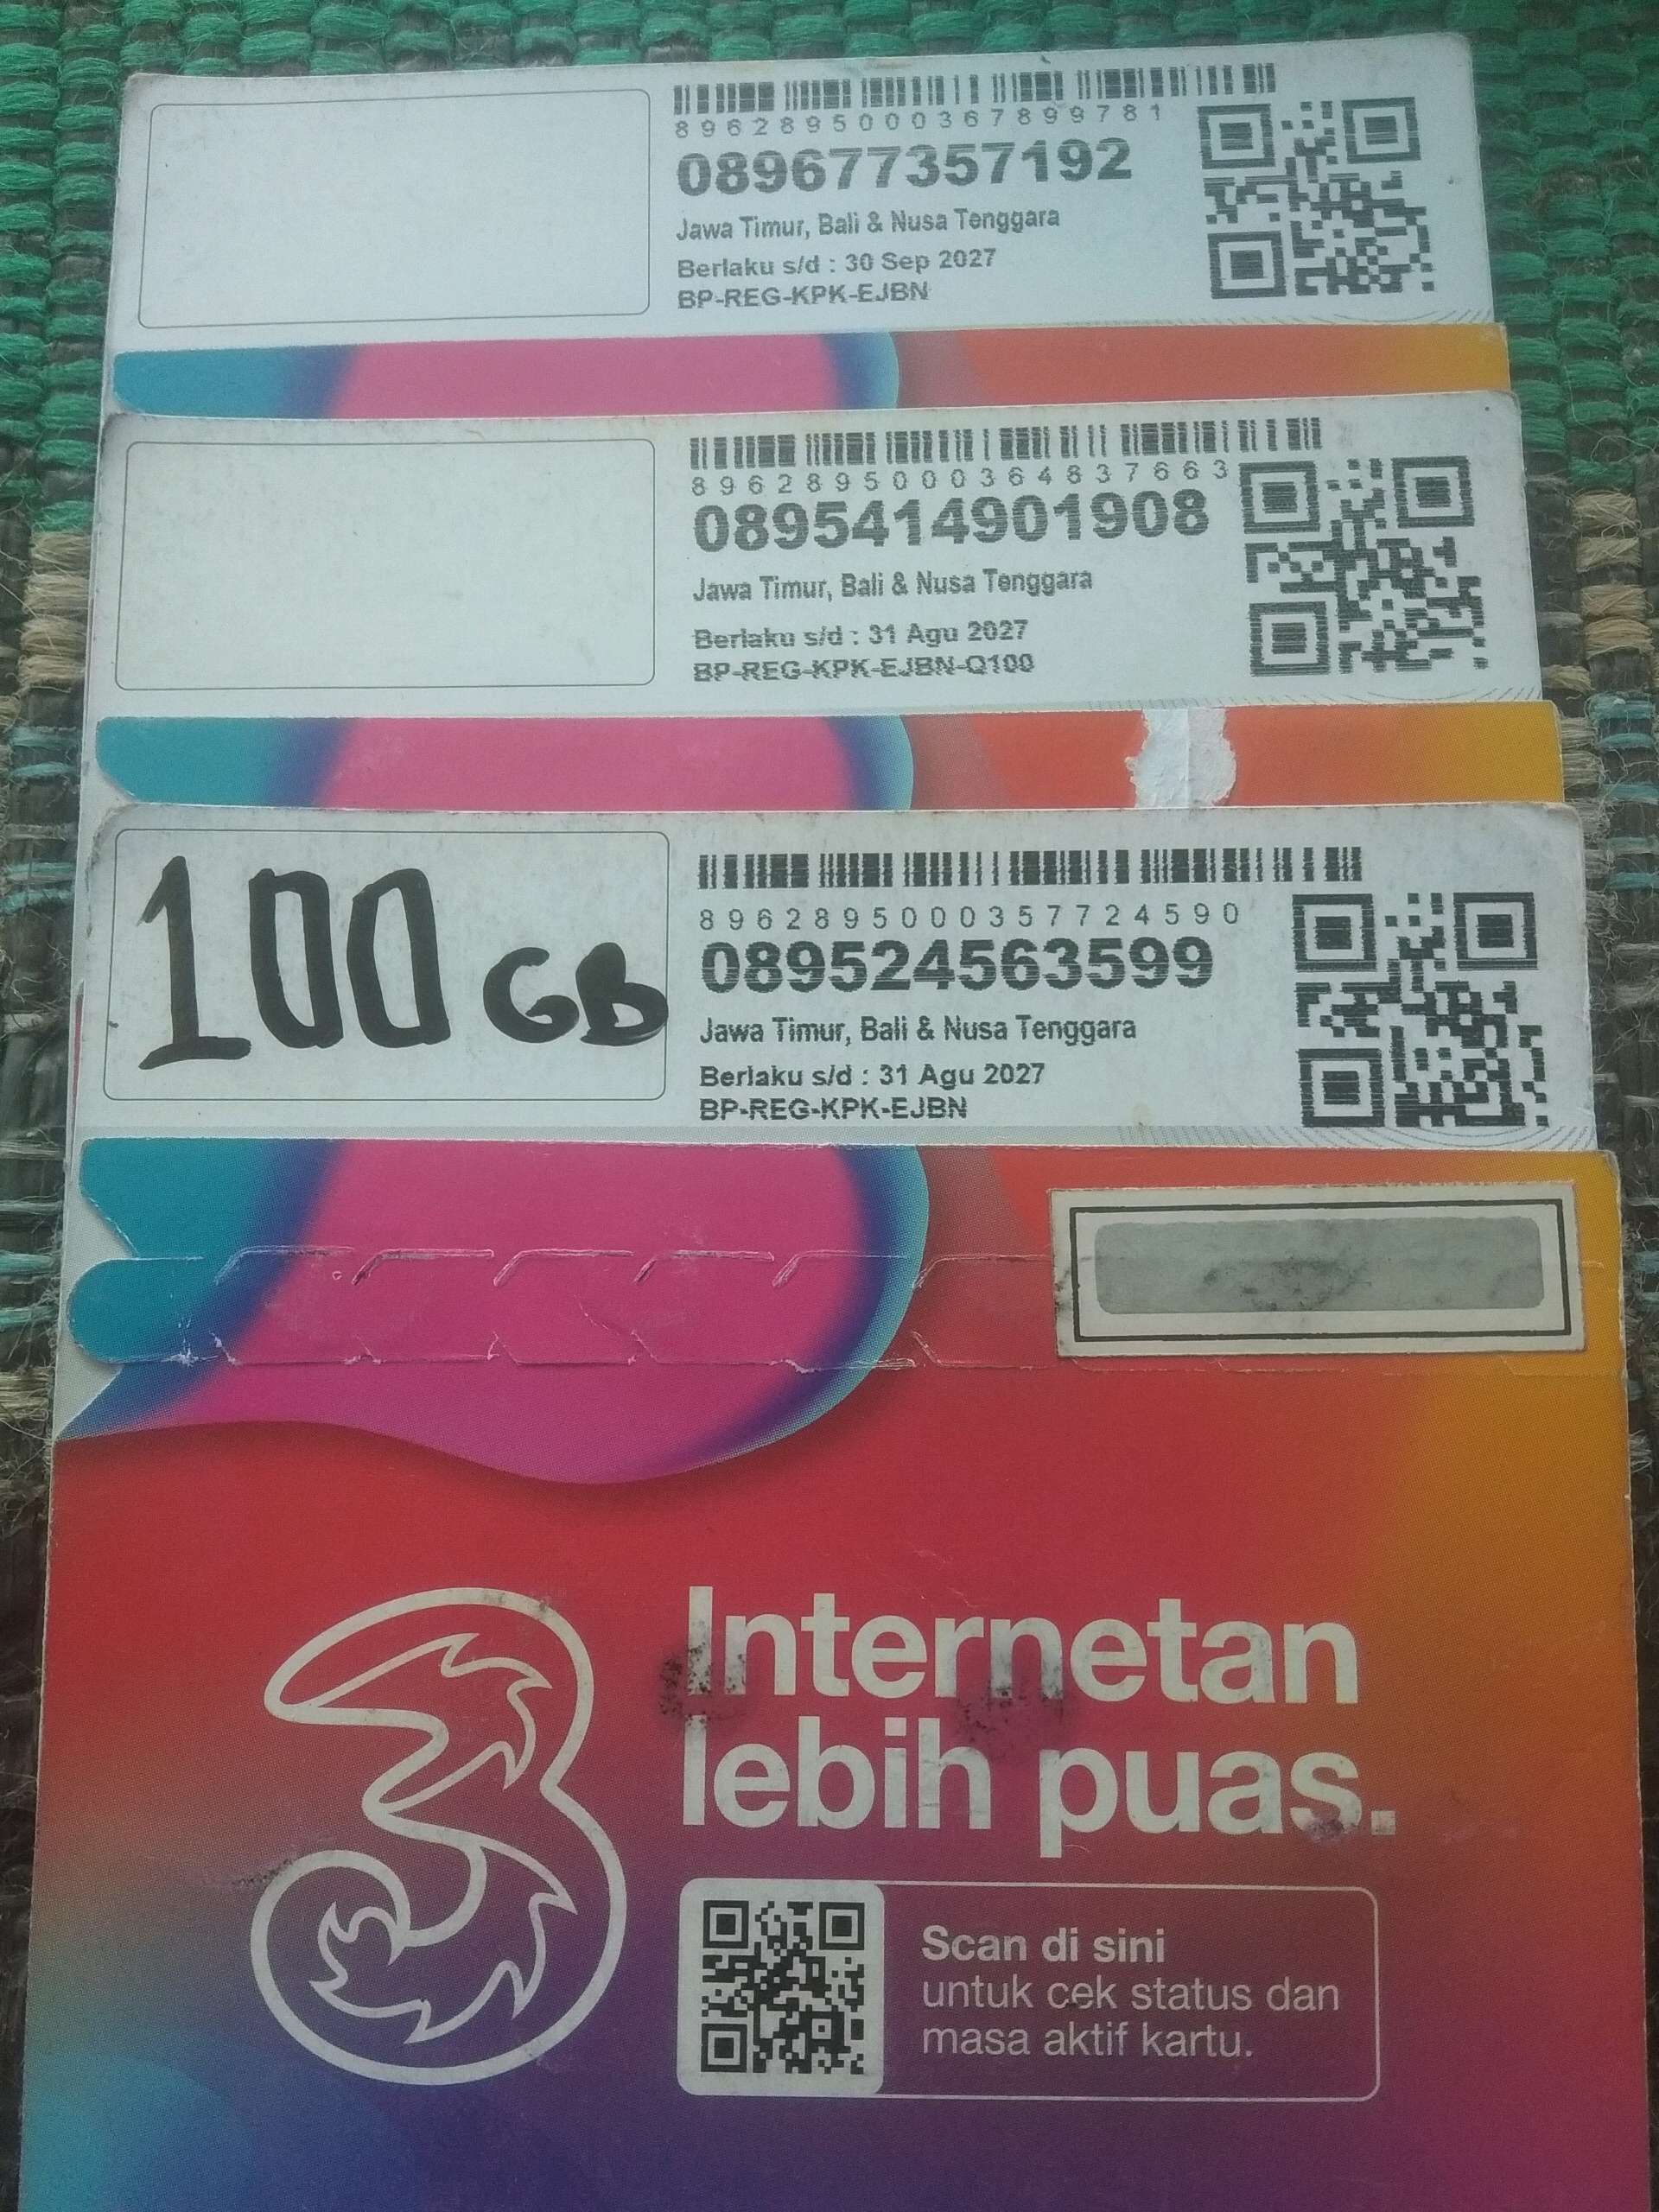 8962895000367899781
089677357192
Jawa Timur, Bali & Nusa Tenggara
Berlaku s/d : 30 Sep 2027
BP-REG-KPK-EJBN
8962895000364837663
0895414901908
Jawa Timur, Bali & Nusa Tenggara
Berlaku s/d : 31 Agu 2027
BP-REG-KPK-EJBN-Q100
100 GB
8962895000357724590
089524563599
Jawa Timur, Bali & Nusa Tenggara
Berlaku s/d : 31 Agu 2027
BP-REG-KPK-EJBN
3
Internetan
lebih puas.
Scan di sini
untuk cek status dan
masa aktif kartu.